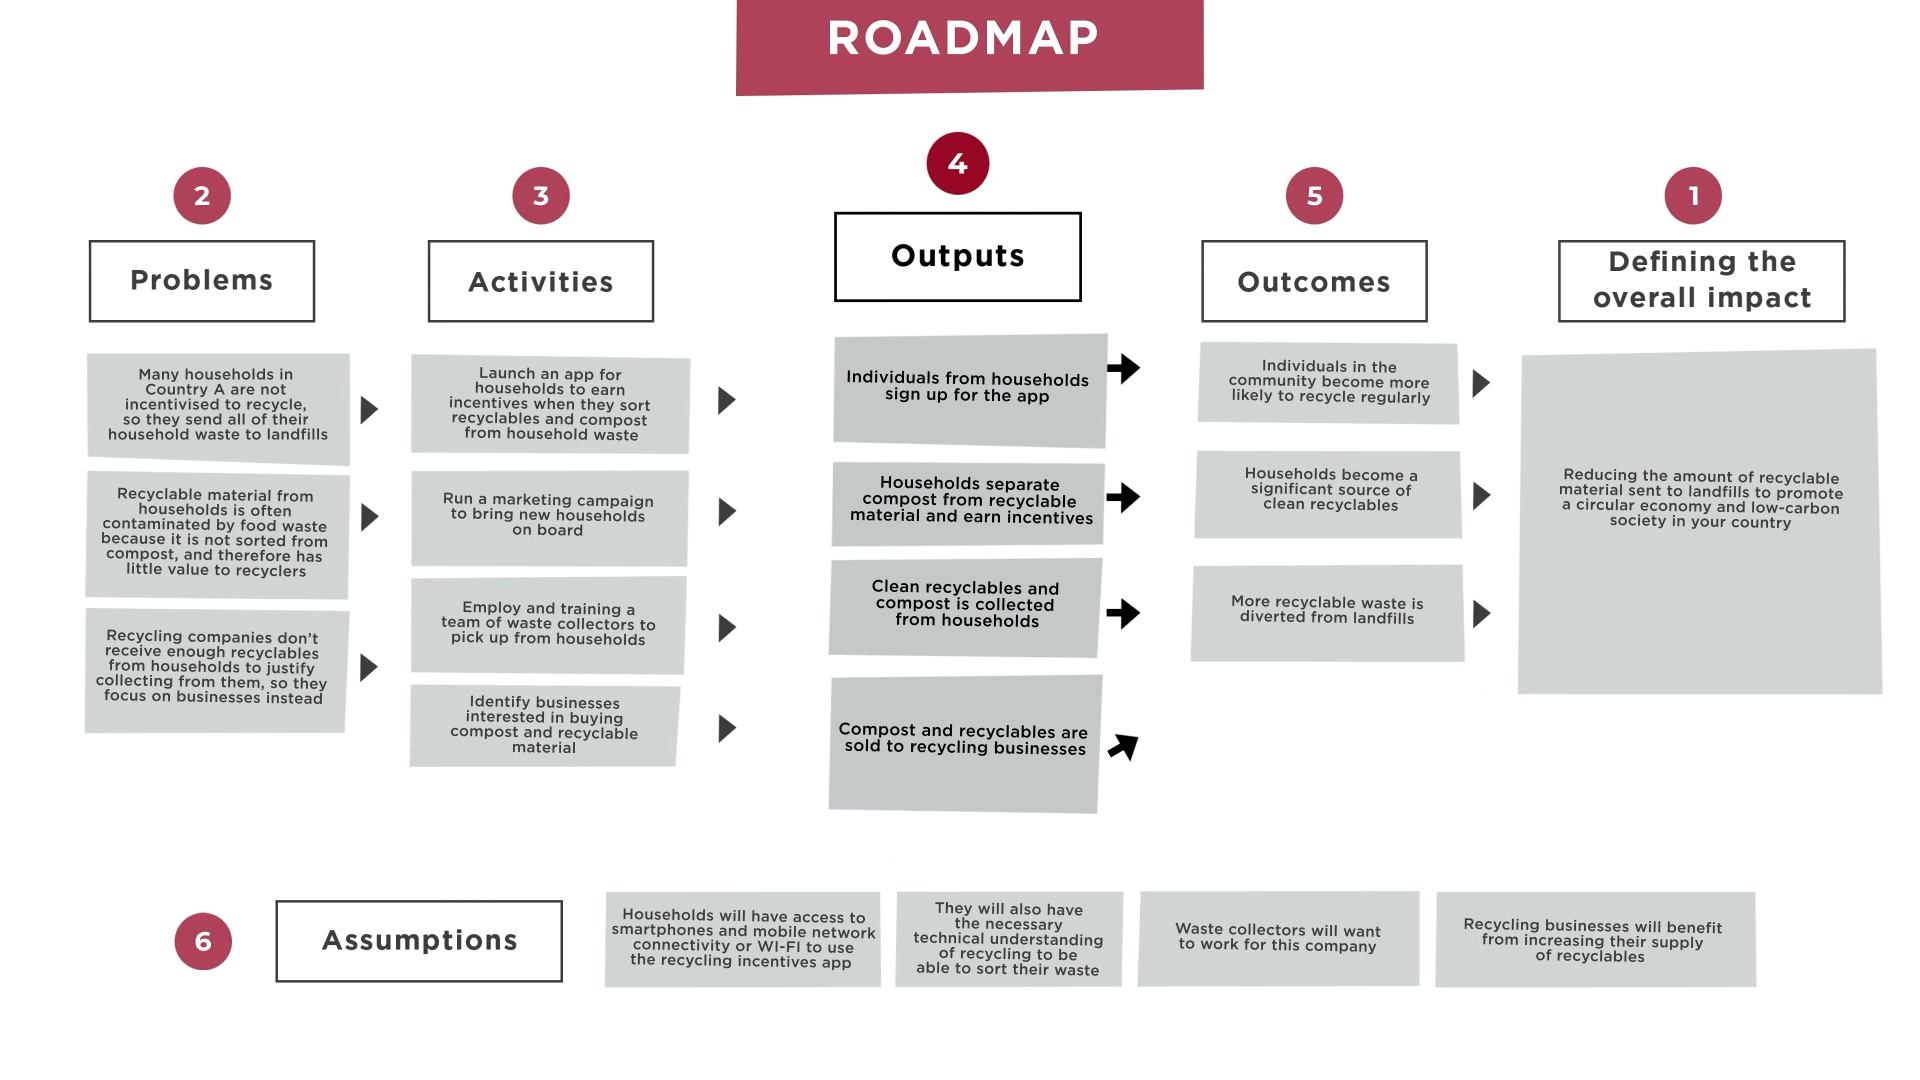 ROADMAP
2
Problems
Many households in
Country A are not
incentivised to recycle,
so they send all of their
household waste to landfills
Recyclable material from
households is often
contaminated by food waste
because it is not sorted from
compost, and therefore has
little value to recyclers
Recycling companies don't
receive enough recyclables
from households to justify
collecting from them, so they
focus on businesses instead
3
Activities
Launch an app for
households to earn
incentives when they sort
recyclables and compost
from household waste
Run a marketing campaign
to bring new households
on board
Employ and training a
team of waste collectors to
pick up from households
Identify businesses
interested in buying
compost and recyclable
material
4
Outputs
Individuals from households
sign up for the app
Households separate
compost from recyclable
material and earn incentives
Clean recyclables and
compost is collected
from households
Compost and recyclables are
sold to recycling businesses
5
Outcomes
Individuals in the
community become more
likely to recycle regularly
Households become a
significant source of
clean recyclables
More recyclable waste is
diverted from landfills
1
Defining the
overall impact
Reducing the amount of recyclable
material sent to landfills to promote
a circular economy and low-carbon
society in your country
6
Assumptions
Households will have access to
smartphones and mobile network
connectivity or WI-FI to use
the recycling incentives app
They will also have
the necessary
technical understanding
of recycling to be
able to sort their waste
Waste collectors will want
to work for this company
Recycling businesses will benefit
from increasing their supply
of recyclables